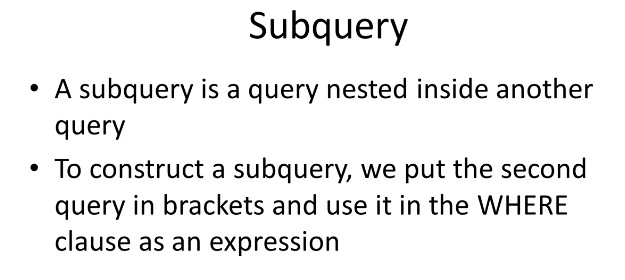 Subquery
• A subquery is a query nested inside another
query
• To construct a subquery, we put the second
query in brackets and use it in the WHERE
clause as an expression